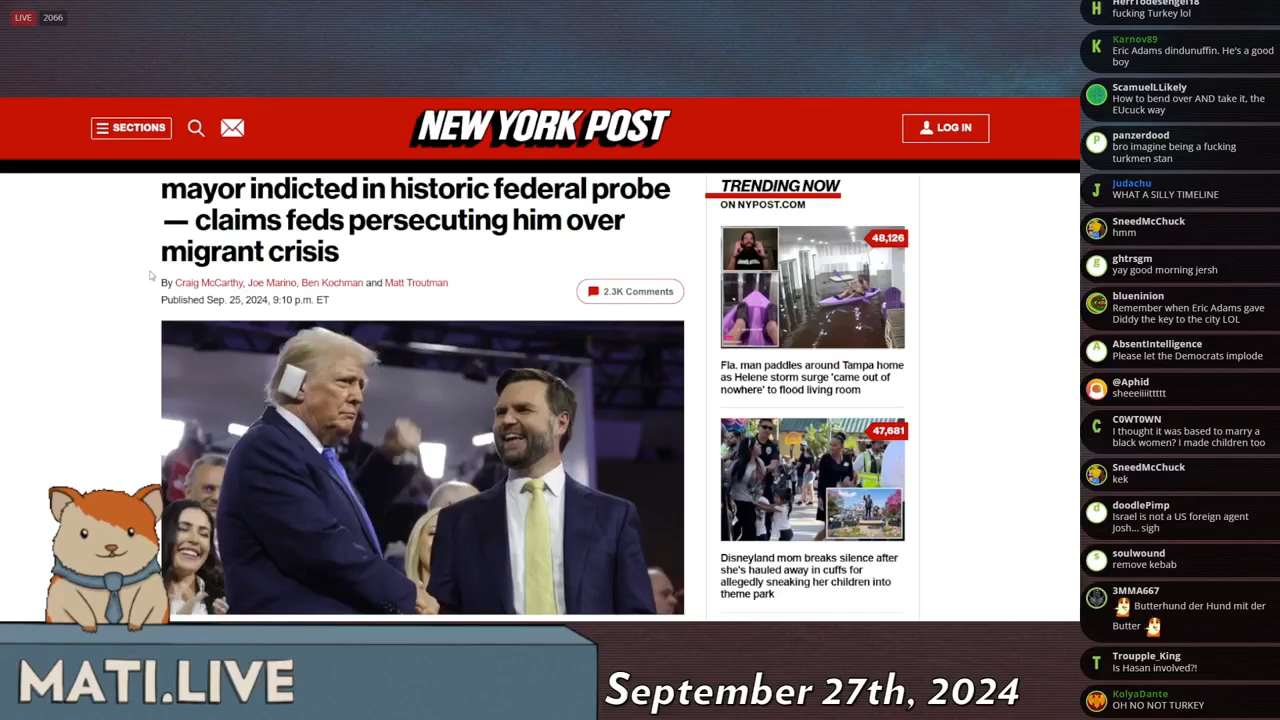 LIVE 2066
SECTIONS
NEW YORK POST
LOG IN
mayor indicted in historic federal probe
— claims feds persecuting him over
migrant crisis
By Craig McCarthy, Joe Marino, Ben Kochman and Matt Troutman
Published Sep. 25, 2024, 9:10 p.m. ET
2.3K Comments
TRENDING NOW
ON NYPOST.COM
48,126
Fla. man paddles around Tampa home
as Helene storm surge 'came out of
nowhere' to flood living room
47,681
Disneyland mom breaks silence after
she's hauled away in cuffs for
allegedly sneaking her children into
theme park
MATI.LIVE
September 27th, 2024
H
fucking Turkey lol
K
Karnov89
Eric Adams dindunuffin. He's a good
boy
ScamuelLLikely
How to bend over AND take it, the
EUcuck way
P
panzerdood
bro imagine being a fucking
turkmen stan
J
Judachu
WHAT A SILLY TIMELINE
SneedMcChuck
hmm
g
ghtrsgm
yay good morning jersh
blueninion
Remember when Eric Adams gave
Diddy the key to the city LOL
A
AbsentIntelligence
Please let the Democrats implode
@Aphid
sheeeiiiittttt
C
C0WT0WN
I thought it was based to marry a
black women? I made children too
SneedMcChuck
kek
d
doodlePimp
Israel is not a US foreign agent
Josh... sigh
s
soulwound
remove kebab
3MMA667
Butterhund der Hund mit der
Butter
T
Troupple_King
Is Hasan involved?!
KolyaDante
OH NO NOT TURKEY